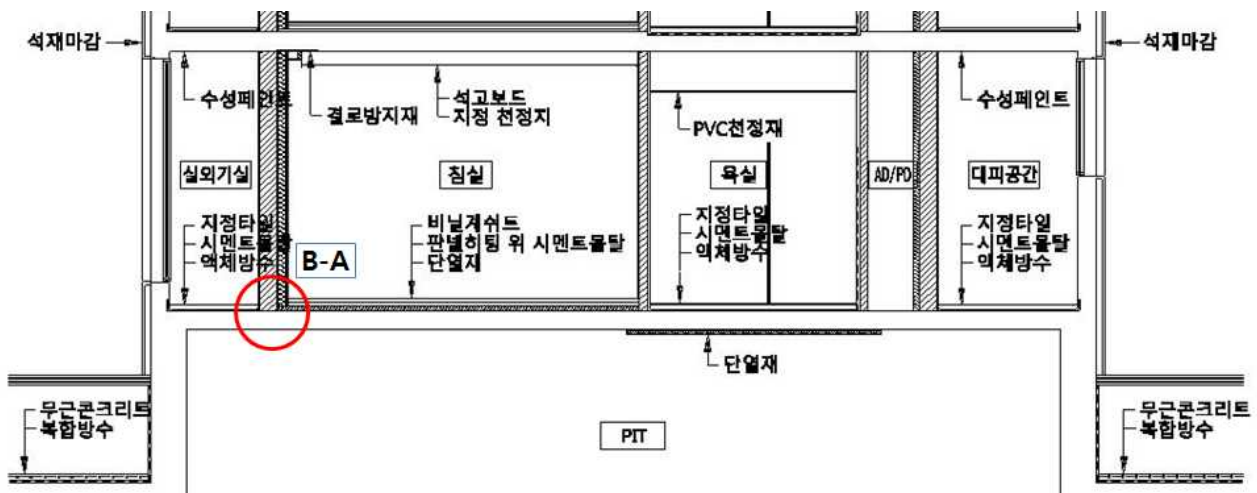 석재마감
석재마감
수성페인트
결로방지재
석고보드
지정 천정지
PVC천정재
수성페인트
실외기실
침실
욕실
AD/PD
대피공간
지정타일
시멘트몰탈
액체방수
비닐계쉬트
판넬히팅 위 시멘트몰탈
단열재
지정타일
시멘트몰탈
액체방수
지정타일
시멘트몰탈
액체방수
B-A
단열재
무근콘크리트
복합방수
PIT
무근콘크리트
복합방수